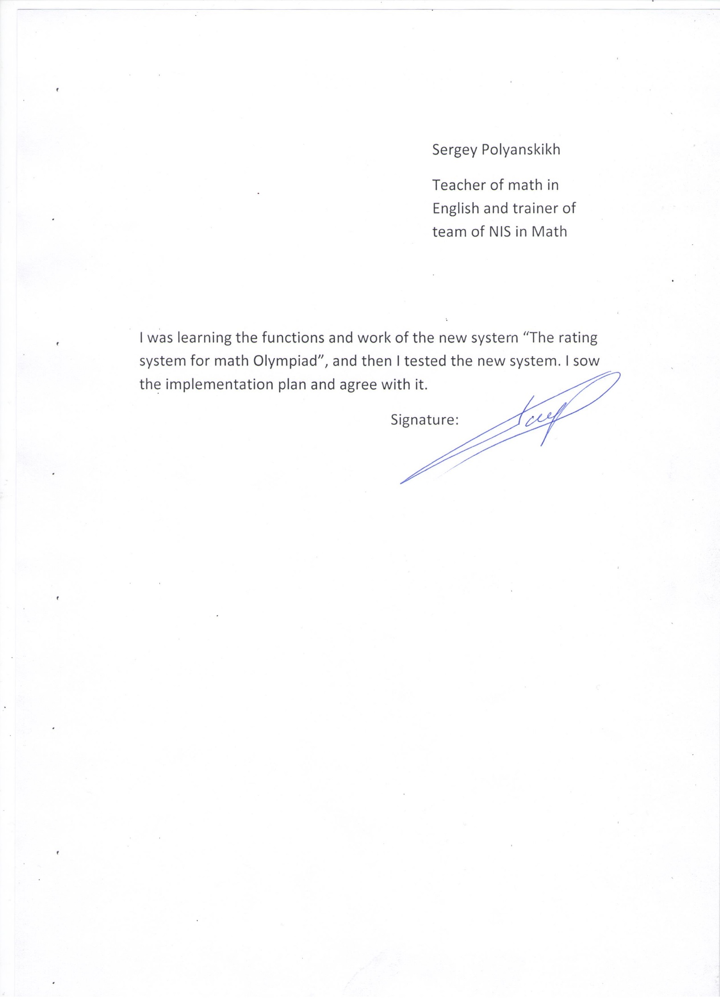 Sergey Polyanskikh
Teacher of math in
English and trainer of
team of NIS in Math
I was learning the functions and work of the new system “The rating
system for math Olympiad”, and then I tested the new system. I sow
the implementation plan and agree with it.
Signature: